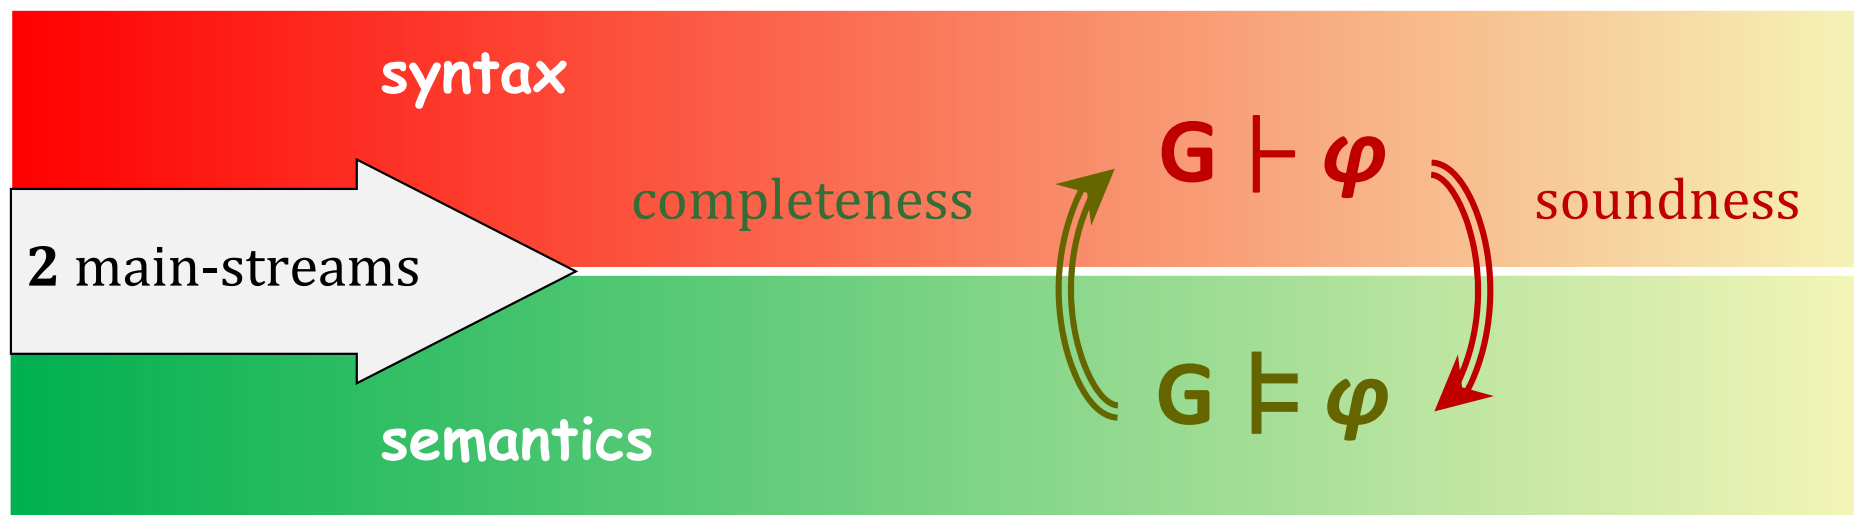 syntax
G ⊢ φ
completeness
soundness
2 main-streams
G ⊨ φ
semantics